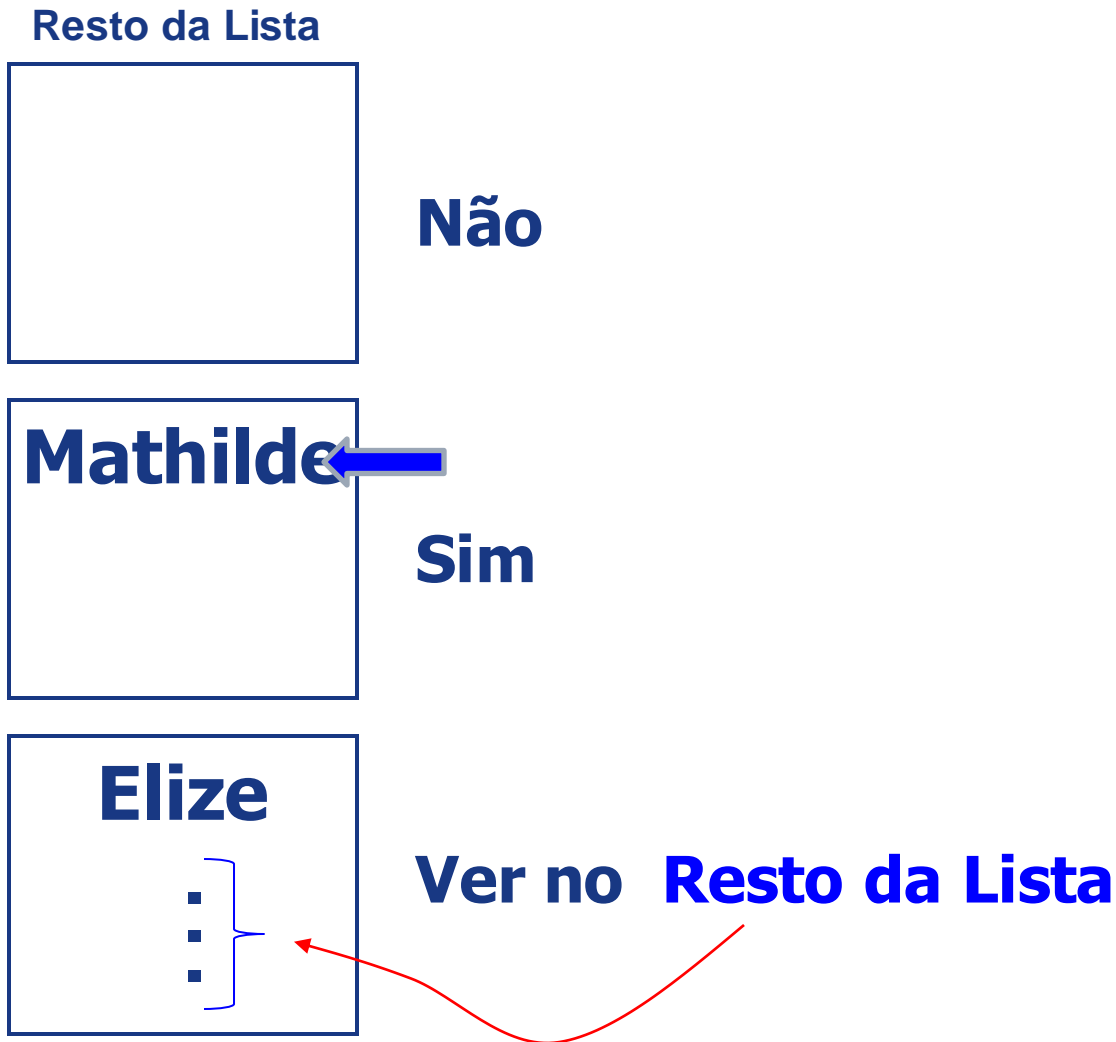 Resto da Lista
Não
Mathilde
Sim
Elize
Ver no Resto da Lista